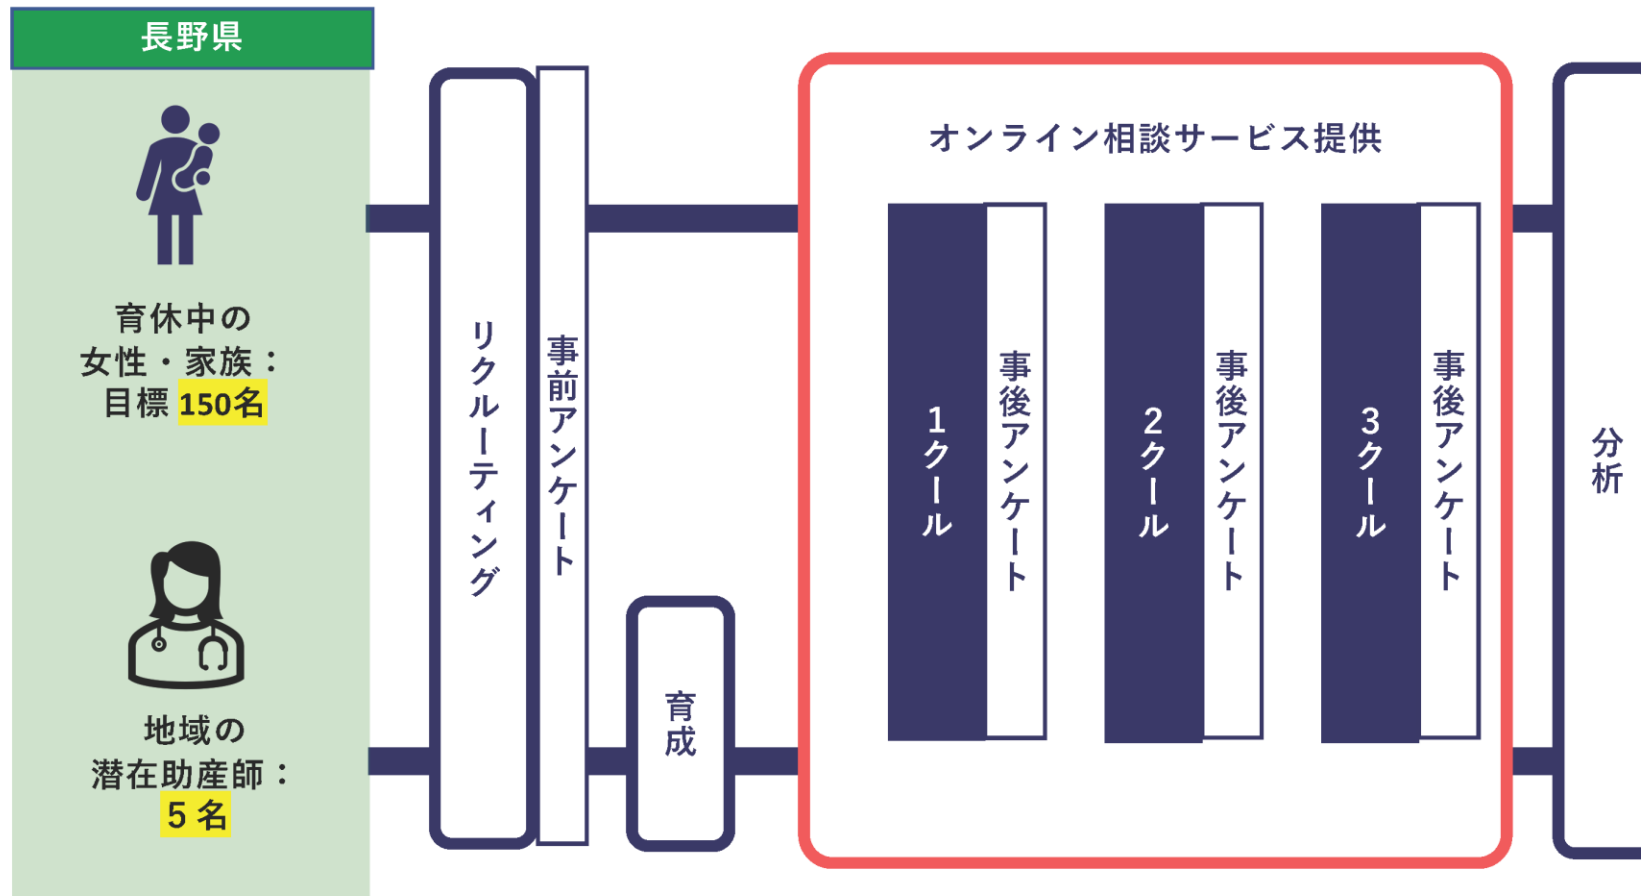 長野県
育休中の
女性・家族：
目標 150名
地域の
潜在助産師：
5 名
リクルーティング
事前アンケート
育成
オンライン相談サービス提供
1クール
事後アンケート
2クール
事後アンケート
3クール
事後アンケート
分析